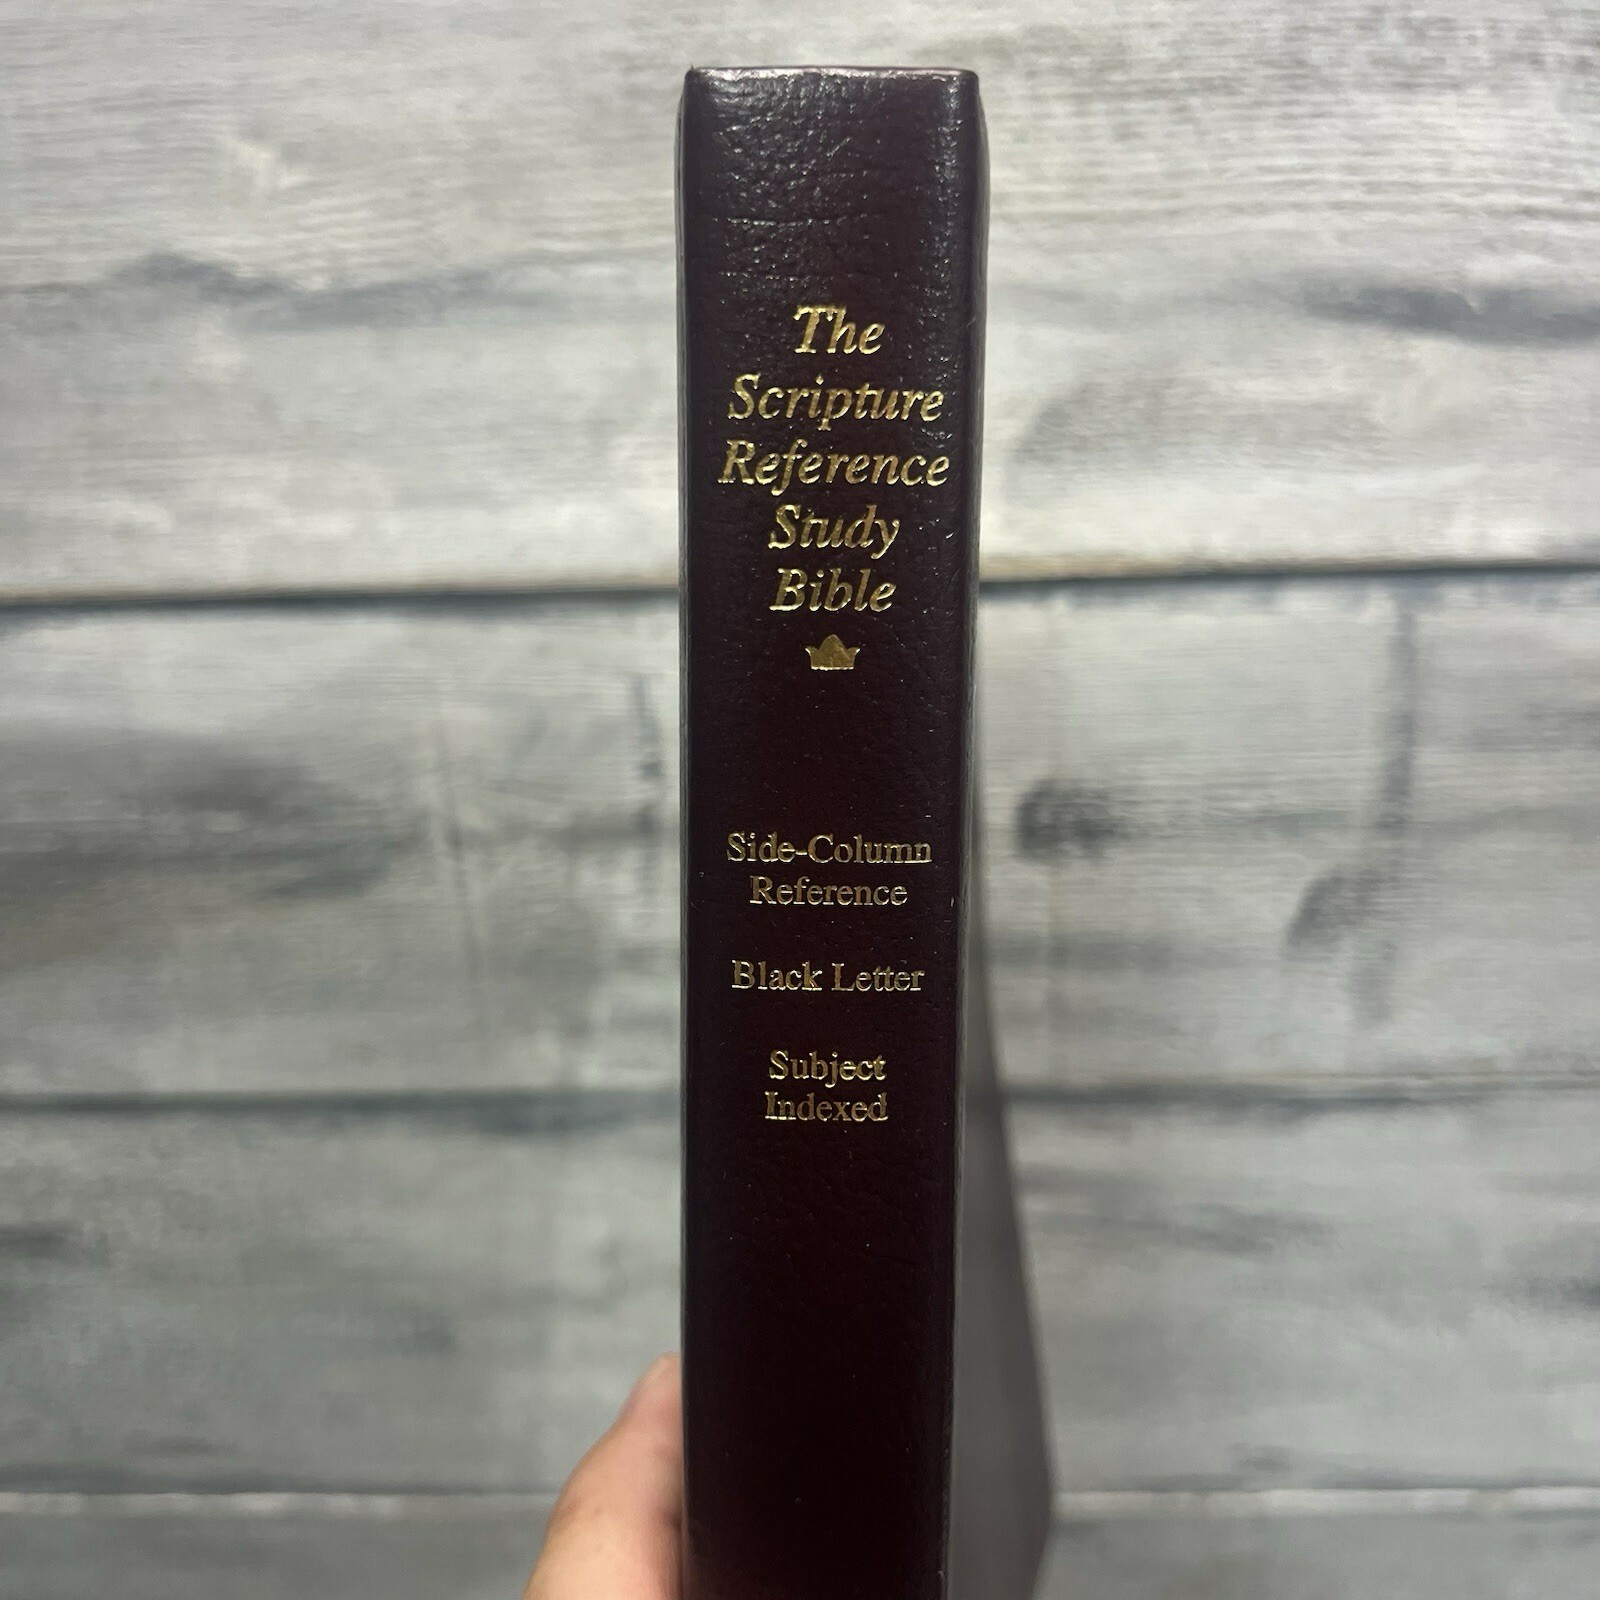 The
Scripture
Reference
Study
Bible
Side-Column
Reference
Black Letter
Subject
Indexed